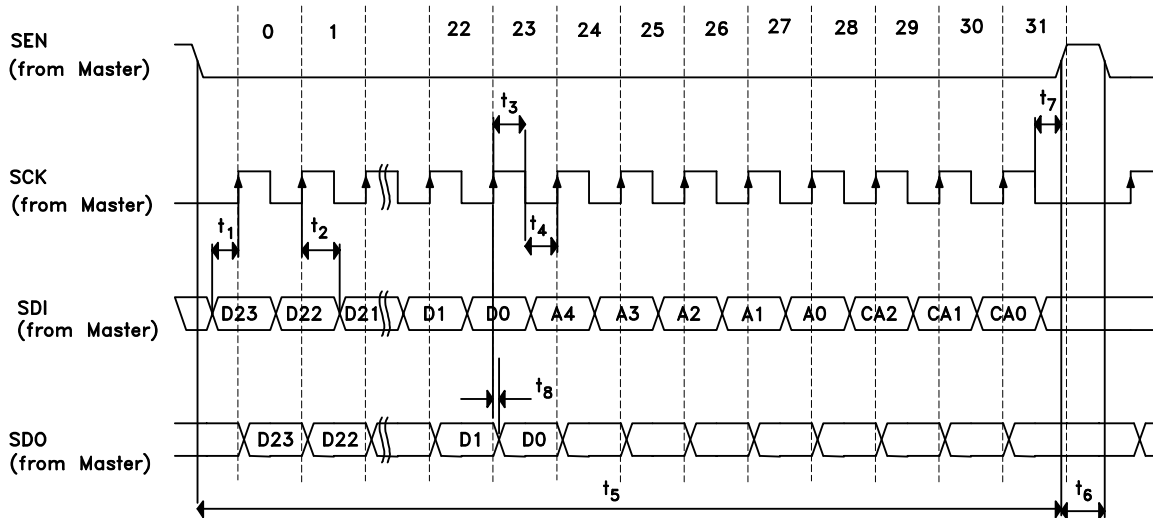 SEN
(from Master)
0 1 22 23 24 25 26 27 28 29 30 31
t3
t7
SCK
(from Master)
t1 t2 t4
SDI
(from Master)
D23 D22 D21 D1 D0 A4 A3 A2 A1 A0 CA2 CA1 CA0
t8
SDO
(from Master)
D23 D22 D1 D0
t5 t6